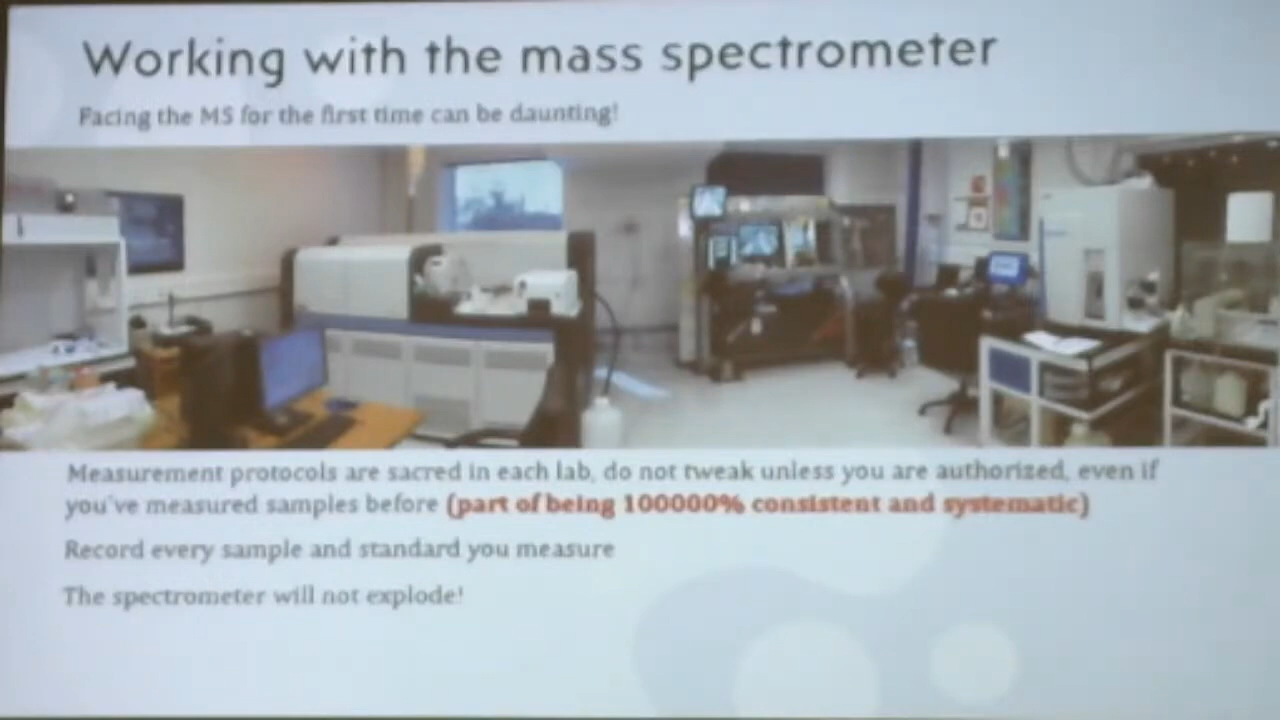 Working with the mass spectrometer
Facing the MS for the first time can be daunting!
Measurement protocols are sacred in each lab, do not tweak unless you are authorized, even if
you've measured samples before (part of being 100000% consistent and systematic)
Record every sample and standard you measure
The spectrometer will not explode!